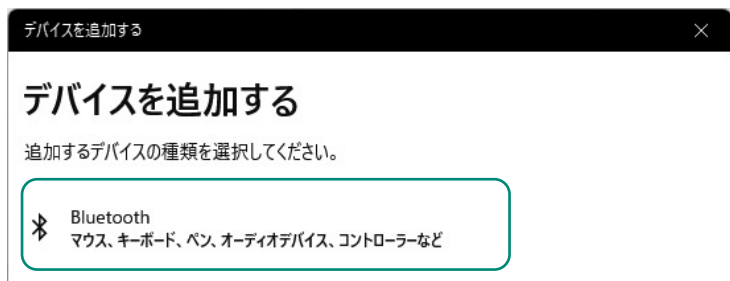 デバイスを追加する
デバイスを追加する
追加するデバイスの種類を選択してください。
Bluetooth
マウス、キーボード、ペン、オーディオデバイス、コントローラーなど